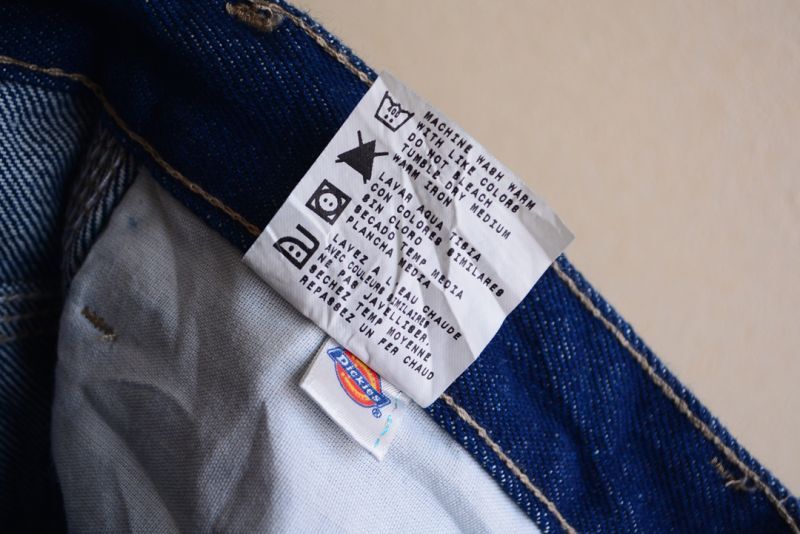 40
MACHINE WASH WARM
WITH LIKE COLORS
DO NOT BLEACH
TUMBLE DRY MEDIUM
WARM IRON
LAVAR AQUA TIBIA
CON COLORES SIMILARES
SIN CLORO
SECADO TEMP MEDIA
PLANCHA MEDIA
LAVEZ A L'EAU CHAUDE
AVEC COULEURS SIMILAIRES
NE PAS JAVELLISER.
SECHEZ TEMP MOYENNE
REPASSEZ UN FER CHAUD
Dickies
®